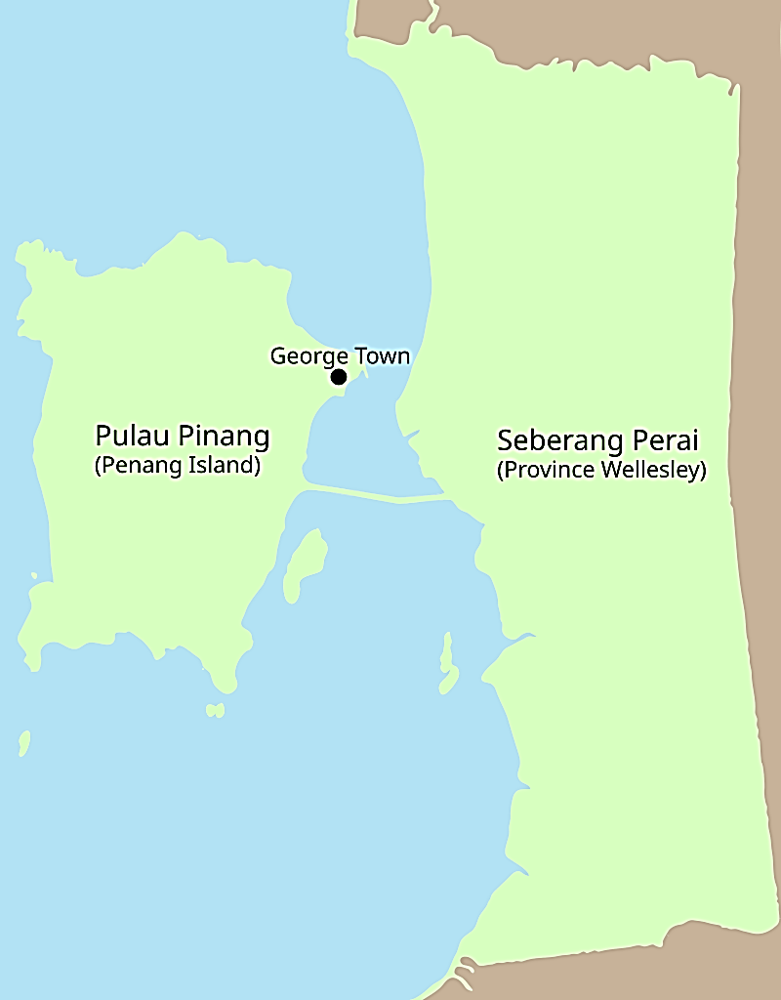 George Town
Pulau Pinang
(Penang Island)
Seberang Perai
(Province Wellesley)